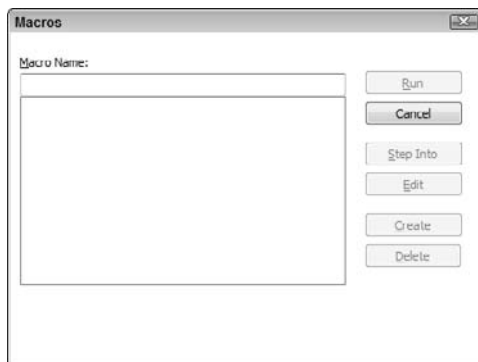 Macros
Macro Name:
Run
Cancel
Step Into
Edit
Create
Delete